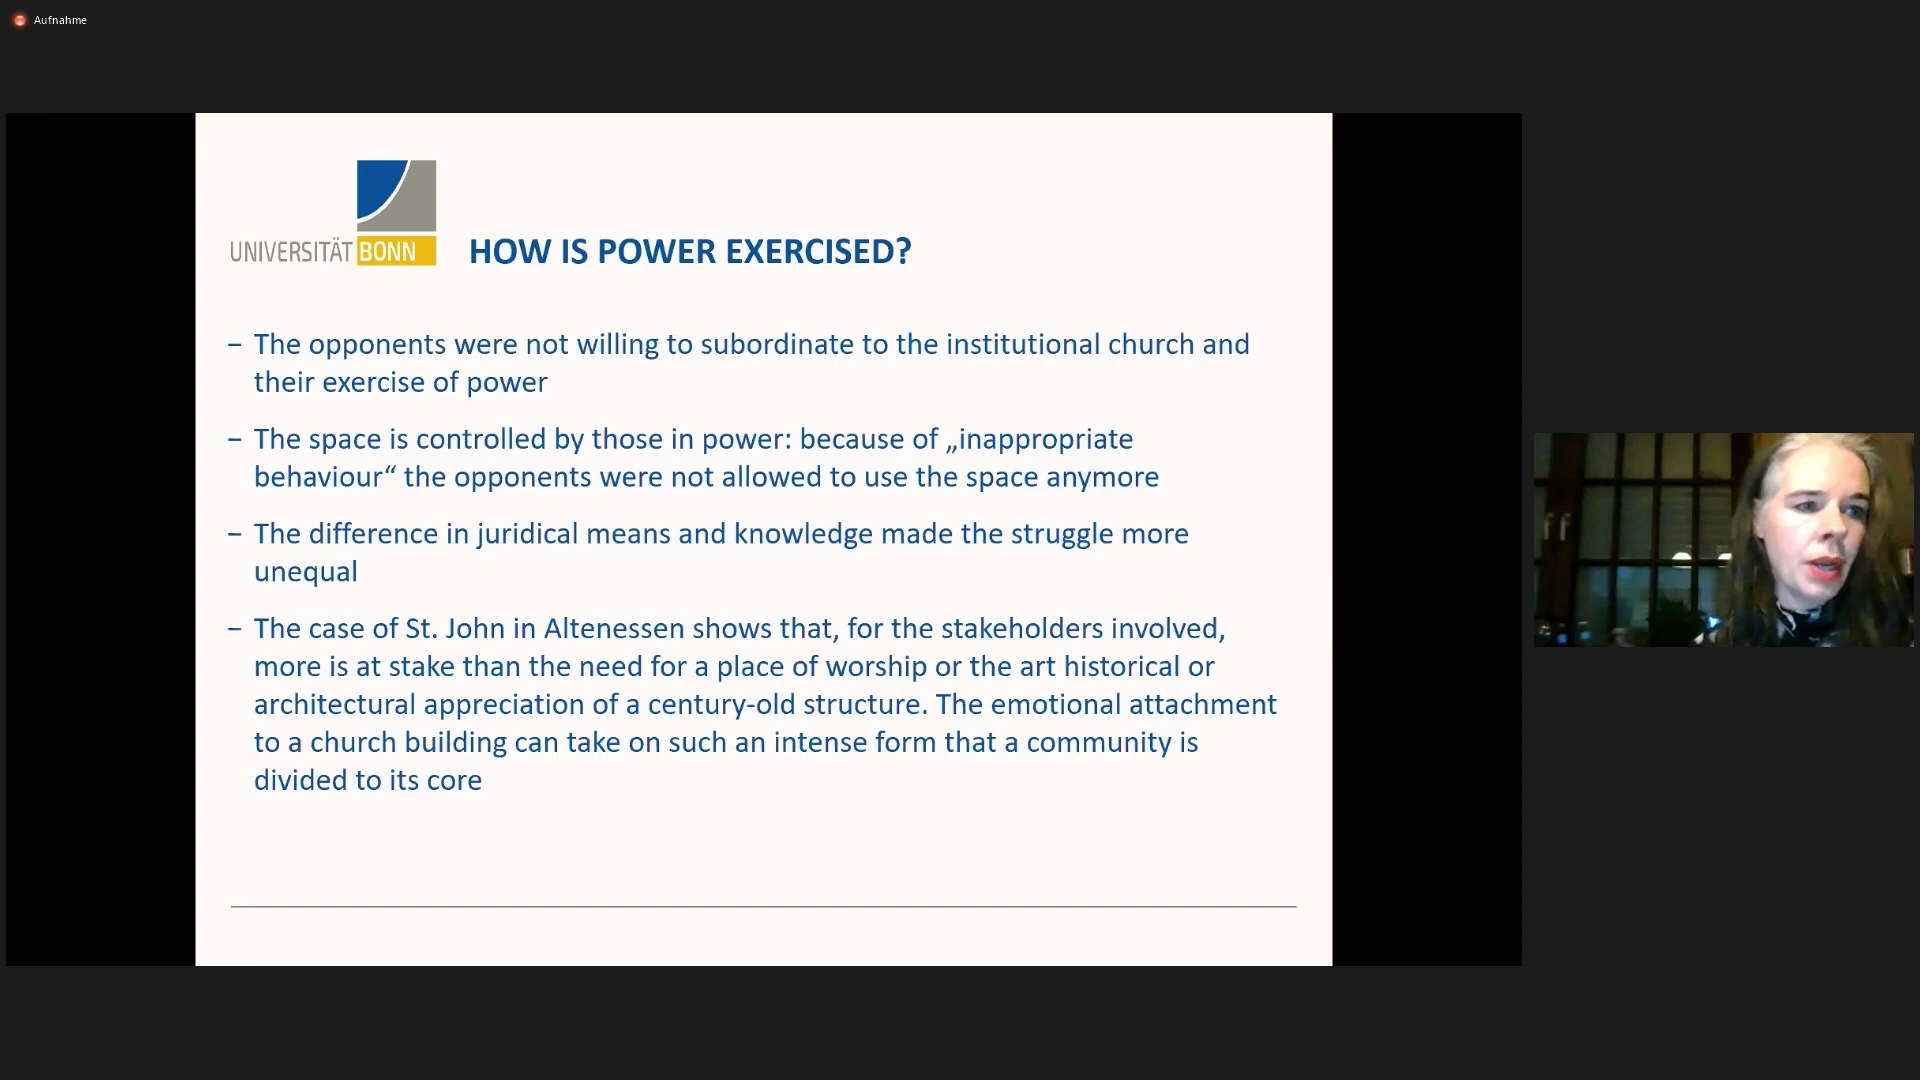 Aufnahme
UNIVERSITÄT BONN
HOW IS POWER EXERCISED?
– The opponents were not willing to subordinate to the institutional church and
their exercise of power
– The space is controlled by those in power: because of „inappropriate
behaviour“ the opponents were not allowed to use the space anymore
– The difference in juridical means and knowledge made the struggle more
unequal
– The case of St. John in Altenessen shows that, for the stakeholders involved,
more is at stake than the need for a place of worship or the art historical or
architectural appreciation of a century-old structure. The emotional attachment
to a church building can take on such an intense form that a community is
divided to its core